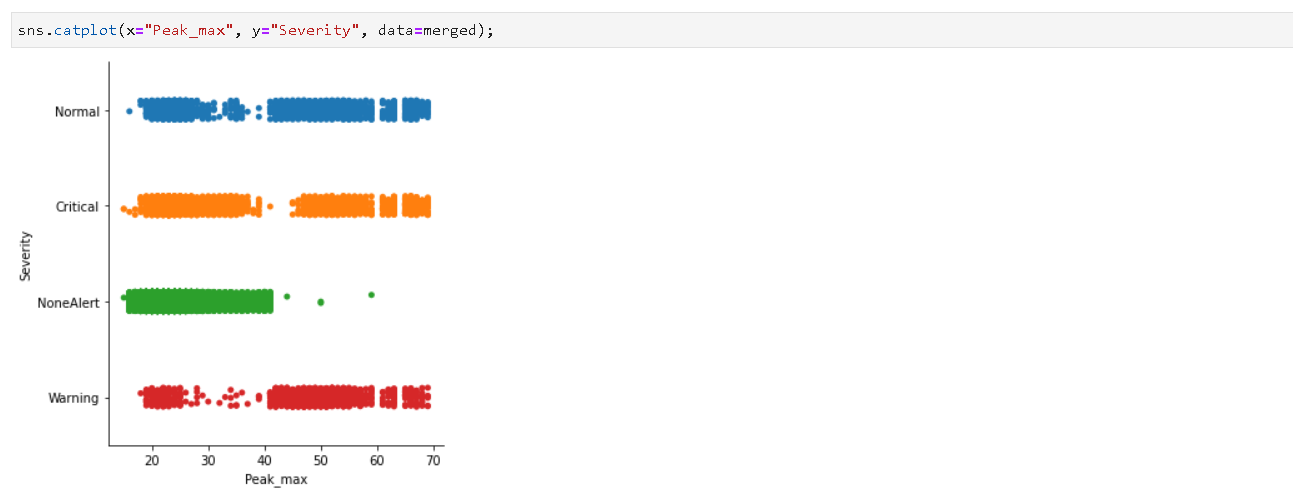 sns.catplot(x="Peak_max", y="Severity", data=merged);
Normal
Critical
NoneAlert
Warning
Severity
20 30 40 50 60 70
Peak_max